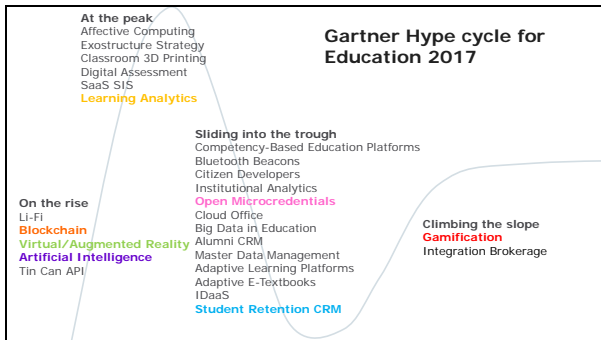 Gartner Hype cycle for
Education 2017
At the peak
Affective Computing
Exostructure Strategy
Classroom 3D Printing
Digital Assessment
SaaS SIS
Learning Analytics
Sliding into the trough
Competency-Based Education Platforms
Bluetooth Beacons
Citizen Developers
Institutional Analytics
Open Microcredentials
Cloud Office
Big Data in Education
Alumni CRM
Master Data Management
Adaptive Learning Platforms
Adaptive E-Textbooks
IDaaS
Student Retention CRM
On the rise
Li-Fi
Blockchain
Virtual/Augmented Reality
Artificial Intelligence
Tin Can API
Climbing the slope
Gamification
Integration Brokerage